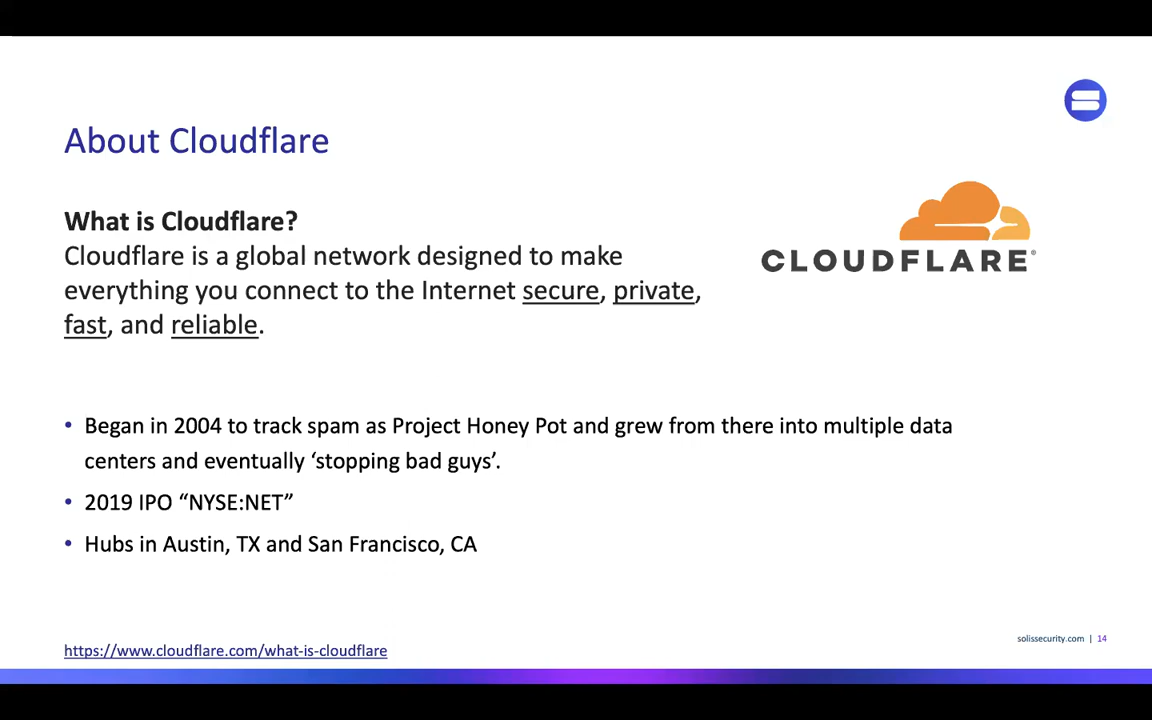 About Cloudflare
What is Cloudflare?
Cloudflare is a global network designed to make
everything you connect to the Internet secure, private,
fast, and reliable.
CLOUDFLARE®
• Began in 2004 to track spam as Project Honey Pot and grew from there into multiple data
centers and eventually ‘stopping bad guys’.
• 2019 IPO “NYSE:NET”
• Hubs in Austin, TX and San Francisco, CA
solissecurity.com | 14
https://www.cloudflare.com/what-is-cloudflare